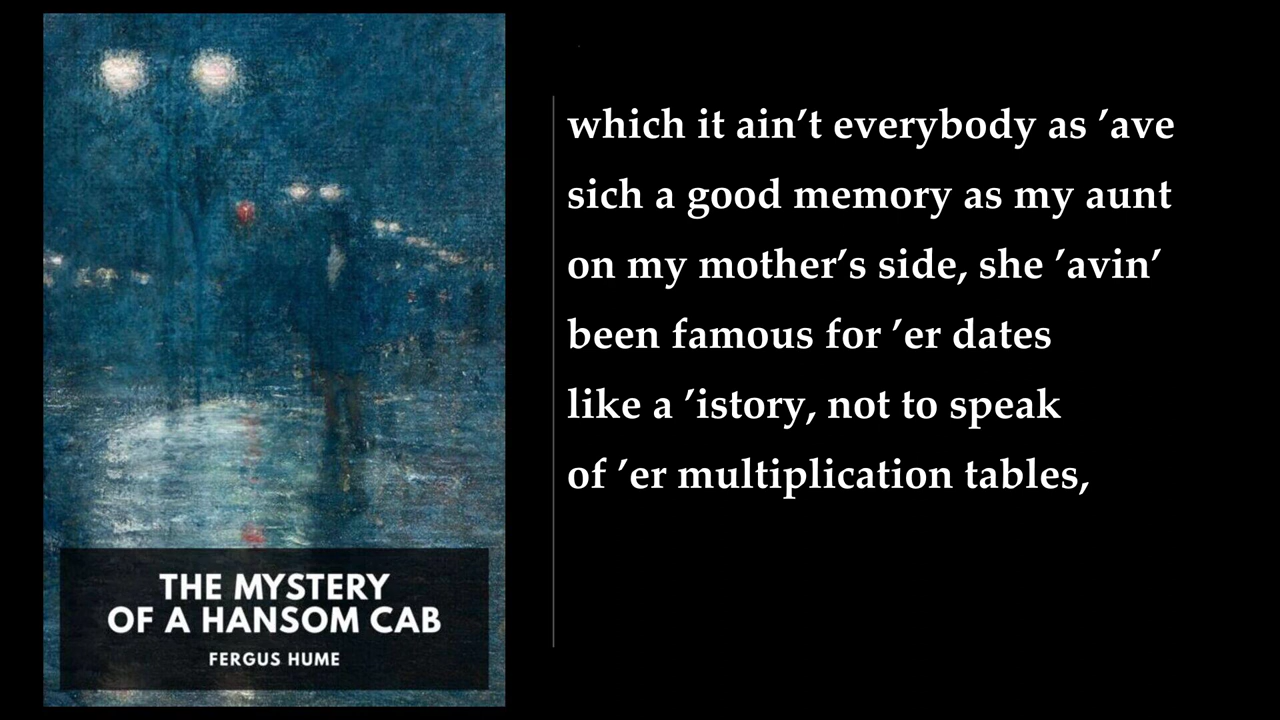 which it ain’t everybody as ’ave
sich a good memory as my aunt
on my mother’s side, she ’avin’
been famous for ’er dates
like a ’istory, not to speak
of ’er multiplication tables,
THE MYSTERY
OF A HANSOM CAB
FERGUS HUME